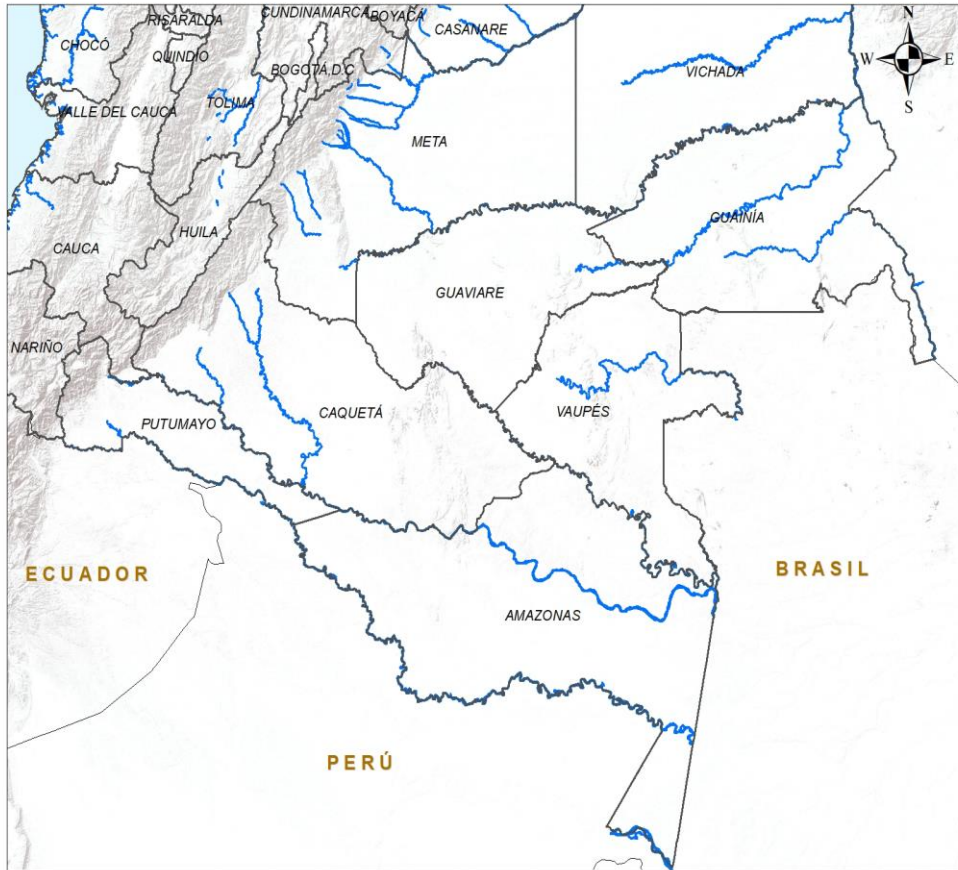 CUNDINAMARCA
BOYACÁ
RISARALDA
N
CASANARE
CHOCÓ
QUINDIO
W
E
BOGOTÁ,D.C
VICHADA
TOLIMA
S
VALLE DEL CAUCA
META
GUAINÍA
HUILA
CAUCA
GUAVIARE
NARIÑO
CAQUETÁ
VAUPÉS
PUTUMAYO
ECUADOR
BRASIL
AMAZONAS
PERÚ